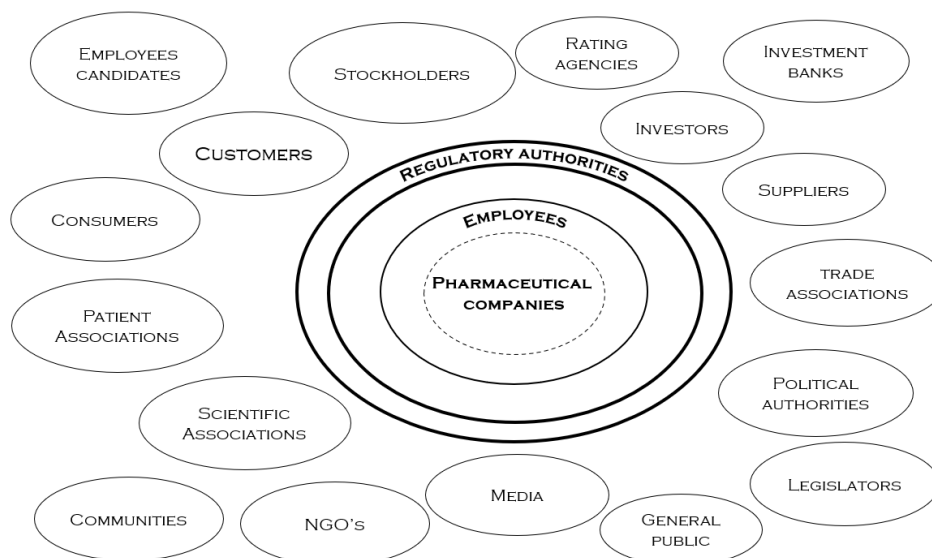 Employees
candidates
Stockholders
Rating
agencies
Investment
banks
Customers
Investors
Regulatory authorities
Suppliers
Consumers
Employees
Pharmaceutical
companies
trade
associations
Patient
Associations
Political
authorities
Scientific
Associations
Legislators
Media
Communities
NGO's
General
public